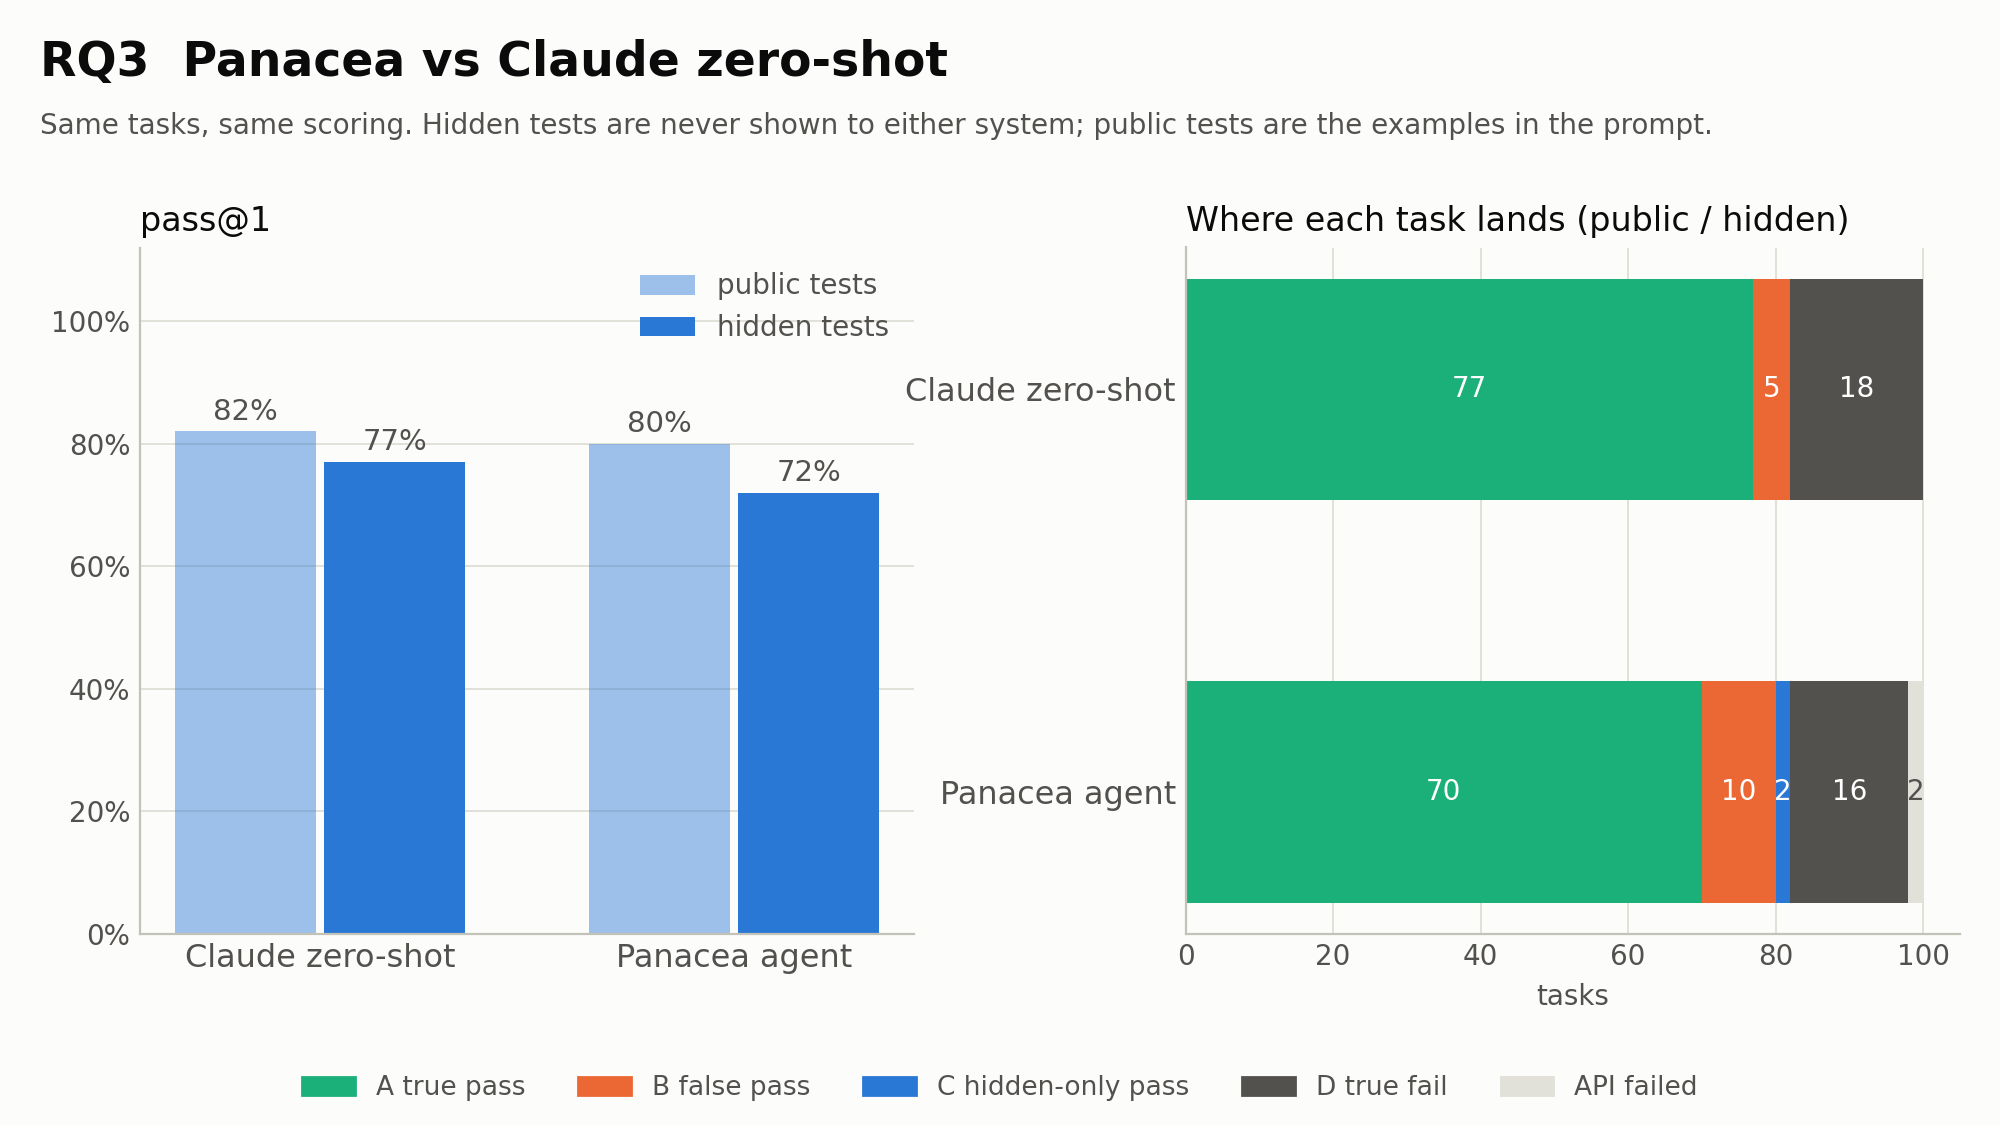 RQ3  Panacea vs Claude zero-shot
Same tasks, same scoring. Hidden tests are never shown to either system; public tests are the examples in the prompt.
pass@1
public tests
hidden tests
100%
80%
60%
40%
20%
0%
82%
77%
80%
72%
Claude zero-shot
Panacea agent
Where each task lands (public / hidden)
Claude zero-shot
77
5
18
Panacea agent
70
10
2
16
2
0
20
40
60
80
100
tasks
A true pass
B false pass
C hidden-only pass
D true fail
API failed